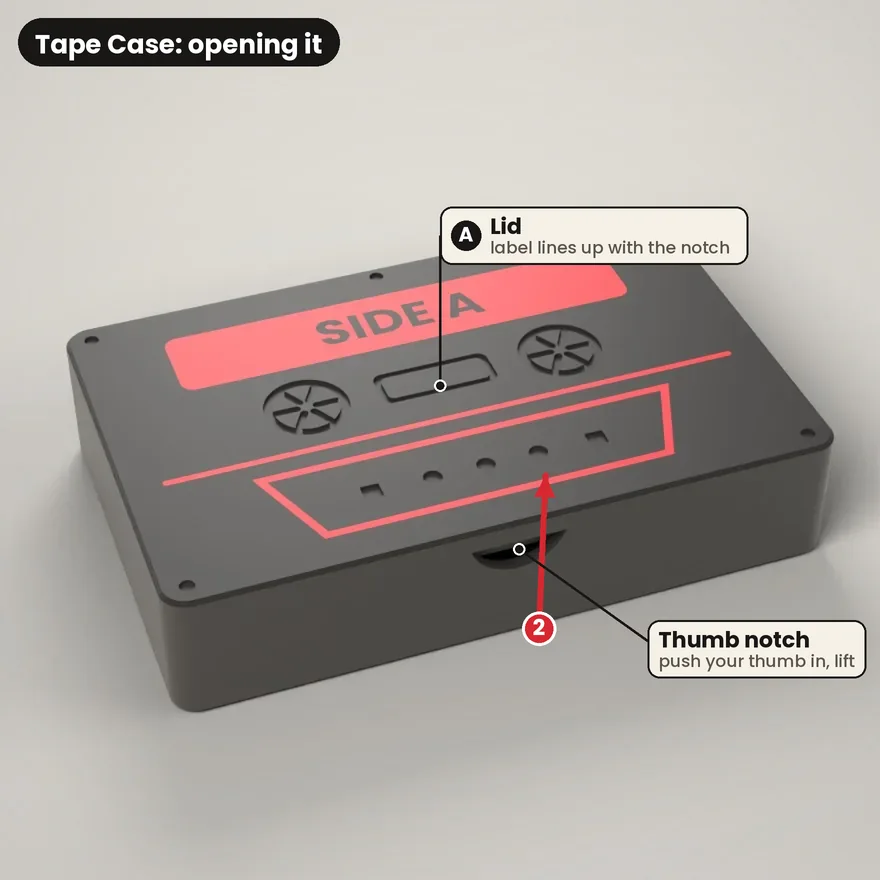 Tape Case: opening it
A
Lid
label lines up with the notch
SIDE A
2
Thumb notch
push your thumb in, lift